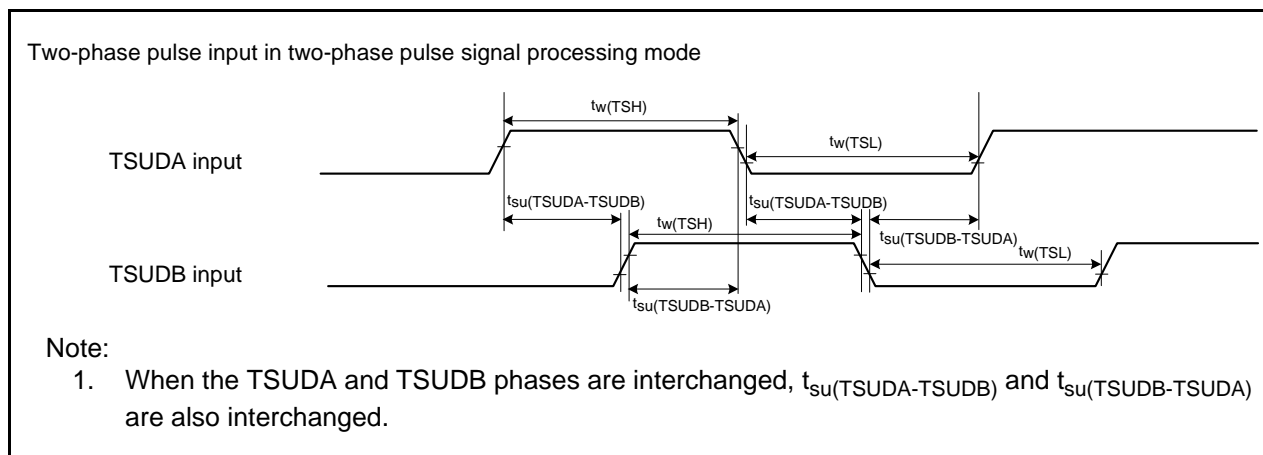 Two-phase pulse input in two-phase pulse signal processing mode
tw(TSH)
tw(TSL)
TSUDA input
tsu(TSUDA-TSUDB)
tsu(TSUDA-TSUDB)
tw(TSH)
tsu(TSUDB-TSUDA)
tw(TSL)
TSUDB input
tsu(TSUDB-TSUDA)
Note:
1. When the TSUDA and TSUDB phases are interchanged, tsu(TSUDA-TSUDB) and tsu(TSUDB-TSUDA)
are also interchanged.